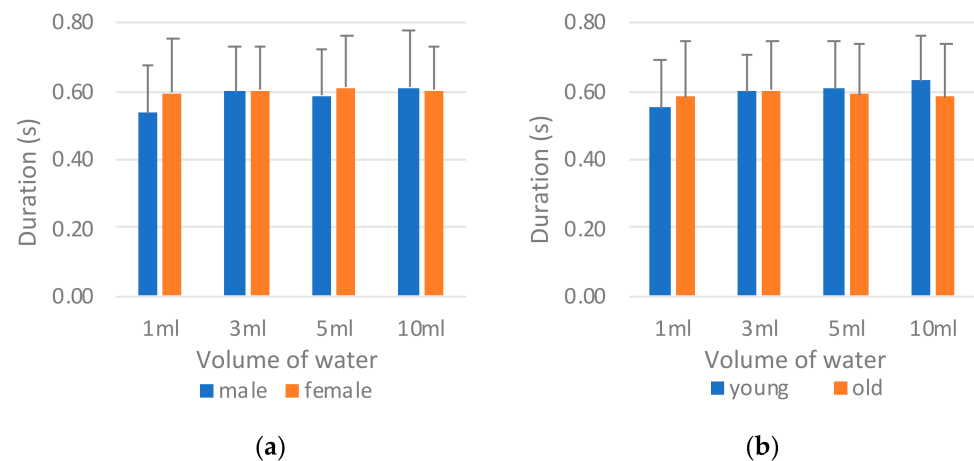 0.80
0.60
0.40
0.20
0.00
Duration (s)
1ml 3ml 5ml 10ml
Volume of water
male female
(a)
0.80
0.60
0.40
0.20
0.00
Duration (s)
1ml 3ml 5ml 10ml
Volume of water
young old
(b)